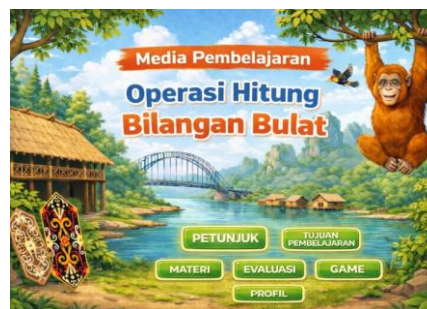 Media Pembelajaran
Operasi Hitung
Bilangan Bulat
PETUNJUK
TUJUAN
PEMBELAJARAN
MATERI
EVALUASI
GAME
PROFIL